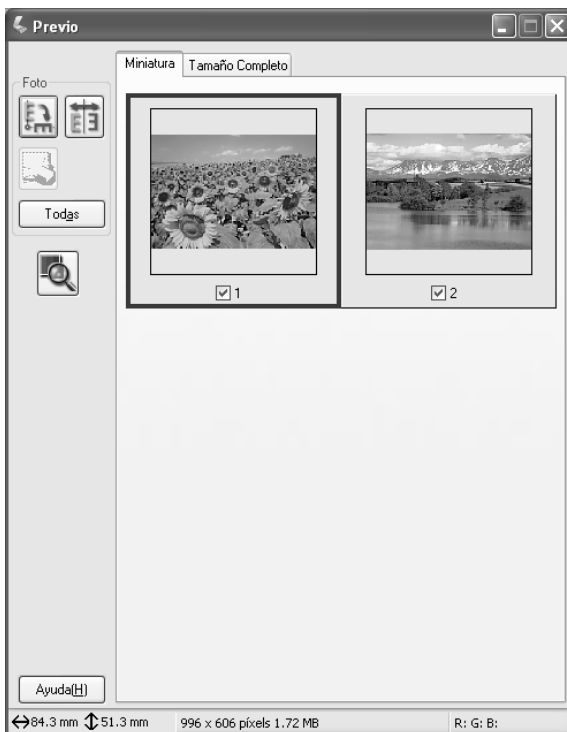 Previo
Miniatura Tamaño Completo
Foto
Todas
1 2
Ayuda(H)
84.3 mm 51.3 mm 996 x 606 píxels 1.72 MB R: G: B: